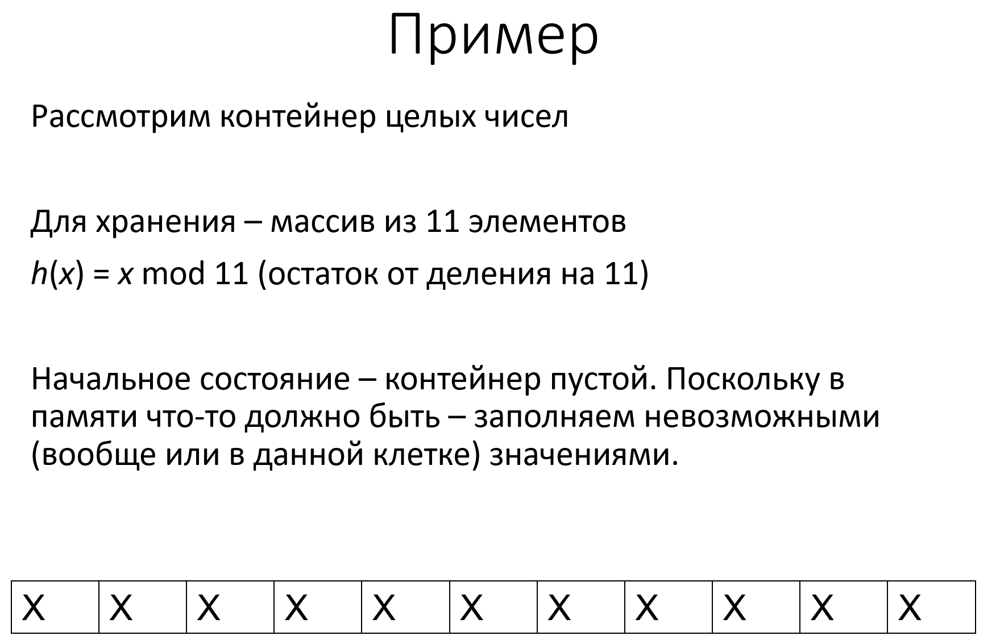 Пример
Рассмотрим контейнер целых чисел
Для хранения – массив из 11 элементов
h(x) = x mod 11 (остаток от деления на 11)
Начальное состояние – контейнер пустой. Поскольку в
памяти что-то должно быть – заполняем невозможными
(вообще или в данной клетке) значениями.
X X X X X X X X X X X